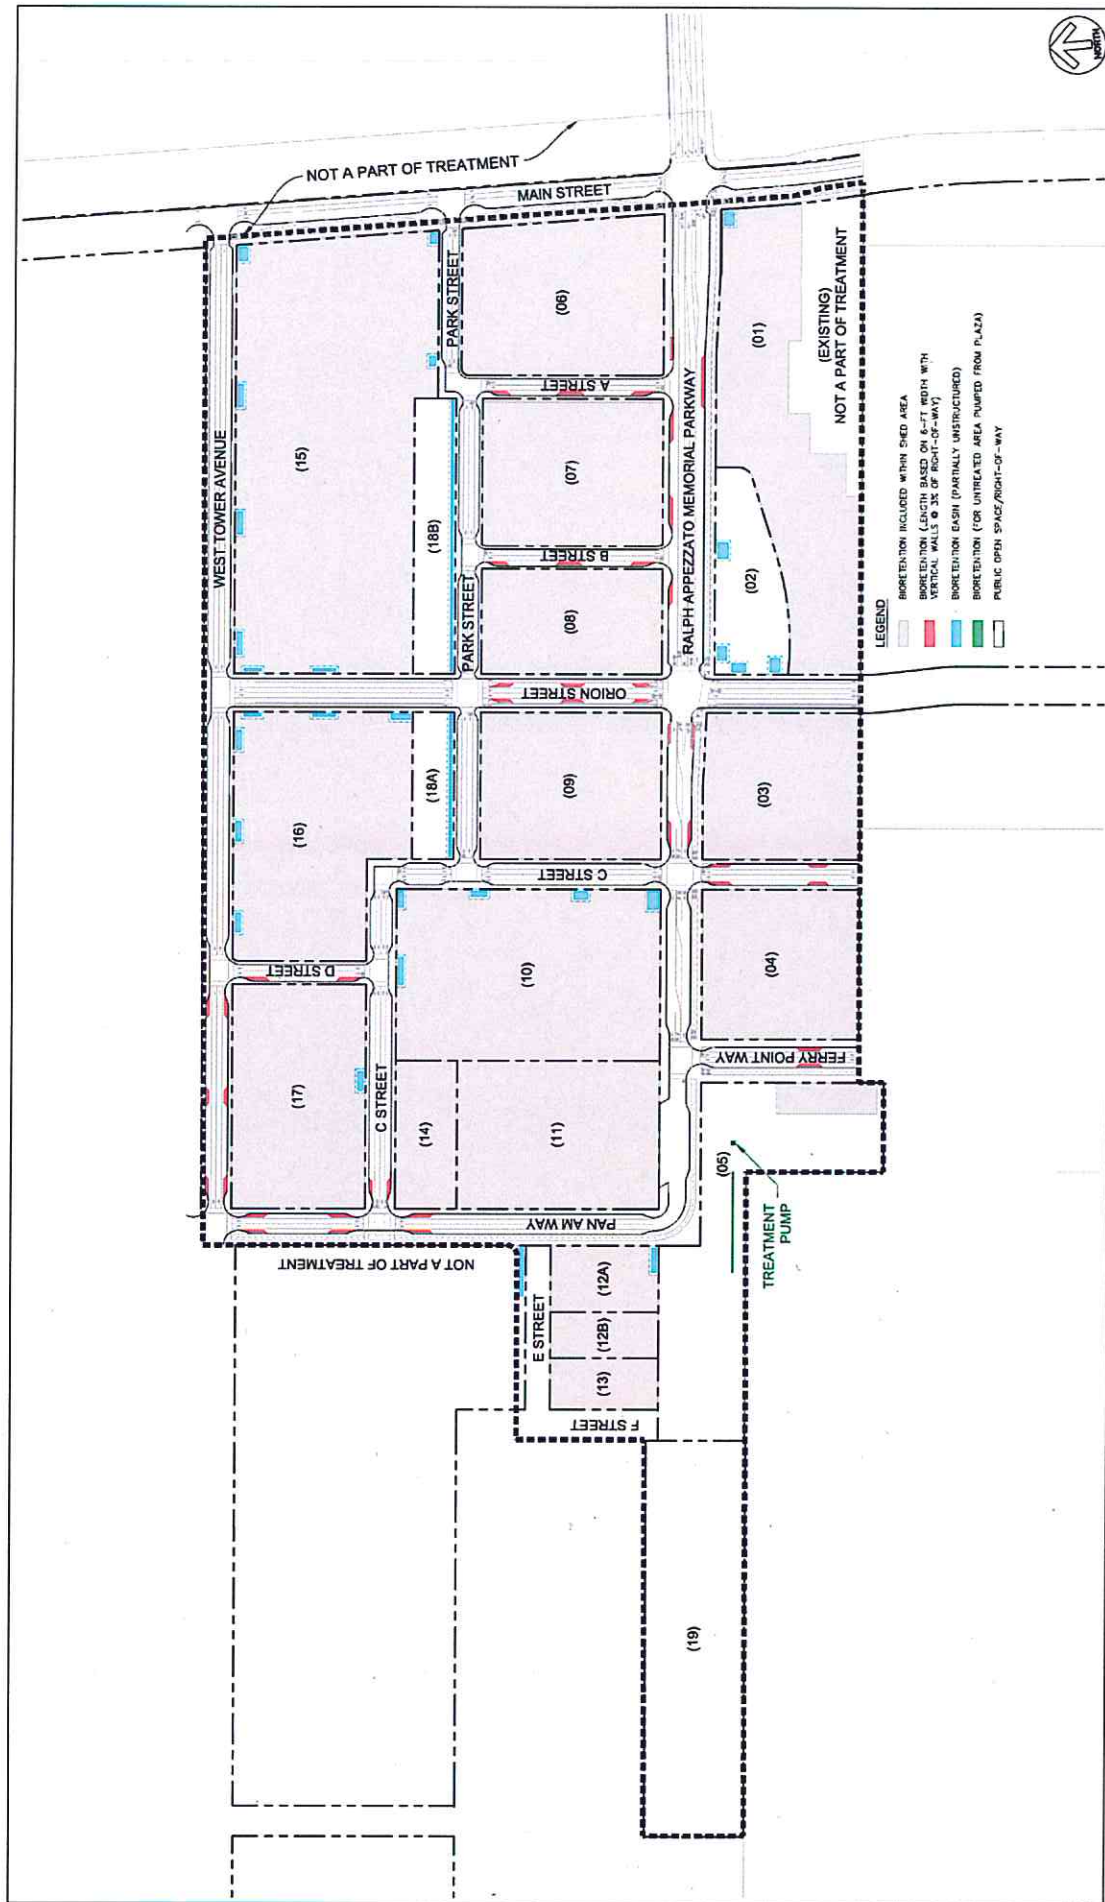 NORTH
NOT A PART OF TREATMENT
MAIN STREET
WEST TOWER AVENUE
(15)
PARK STREET
(06)
A STREET
(18B)
(07)
B STREET
PARK STREET
(08)
ORION STREET
RALPH APPEZZATO MEMORIAL PARKWAY
(01)
(EXISTING)
NOT A PART OF TREATMENT
(02)
(16)
(18A)
(09)
(03)
C STREET
D STREET
(10)
(04)
FERRY POINT WAY
(17)
C STREET
(14)
(11)
(05)
PAN AM WAY
TREATMENT
PUMP
NOT A PART OF TREATMENT
E STREET
(12A)
(12B)
(13)
F STREET
(19)
LEGEND
BIORETENTION INCLUDED WITHIN SHED AREA
BIORETENTION (LENGTH BASED ON 6-FT WIDTH WITH
VERTICAL WALLS @ 3% OF RIGHT-OF-WAY)
BIORETENTION BASIN (PARTIALLY UNSTRUCTURED)
BIORETENTION (FOR UNTREATED AREA PUMPED FROM PLAZA)
PUBLIC OPEN SPACE/RIGHT-OF-WAY